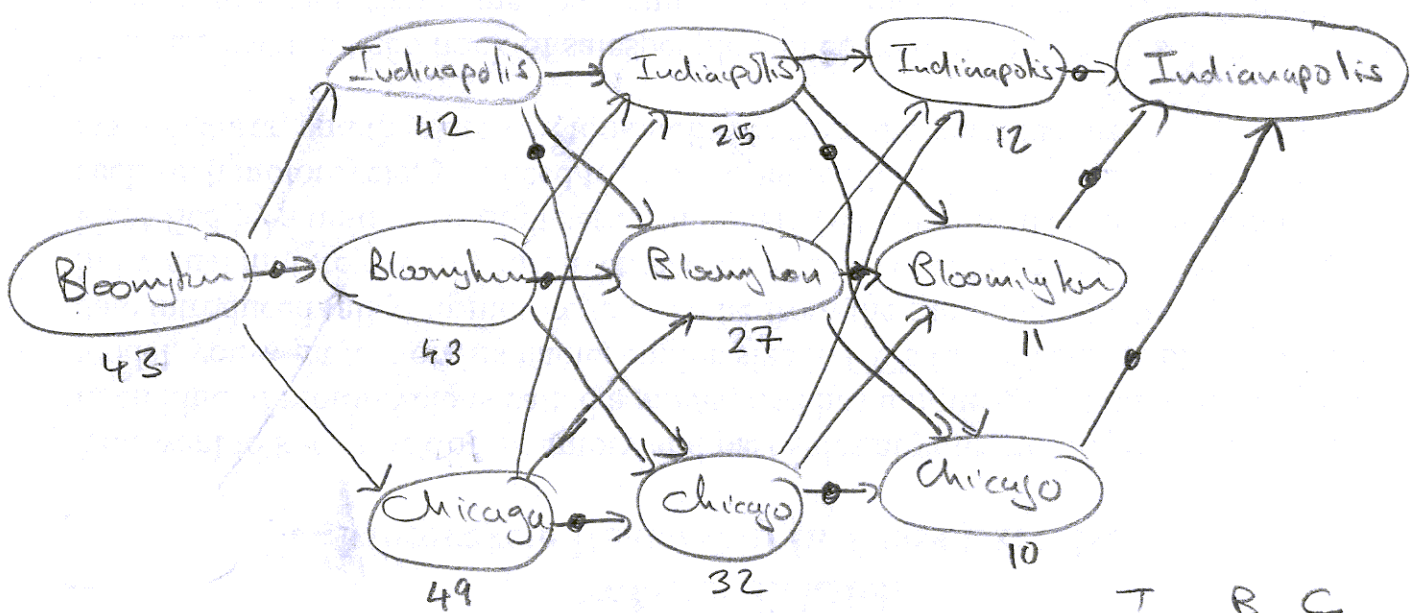 Indianapolis Indianapolis Indianapolis Indianapolis
42 25 12
Bloomington Bloomington Bloomington Bloomington
43 43 27 11
Chicago Chicago Chicago
49 32 10
I B C